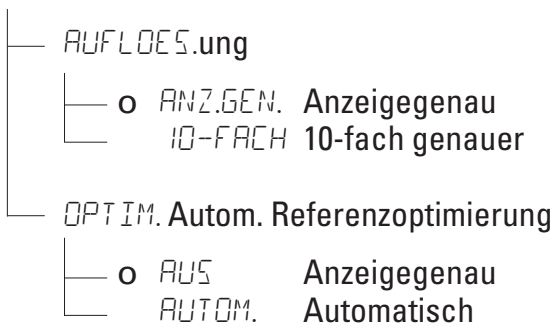 AUFLOES.ung
o ANZ.GEN. Anzeigegenau
10-FACH 10-fach genauer
OPTIM. Autom. Referenzoptimierung
o AUS Anzeigegenau
AUTOM. Automatisch